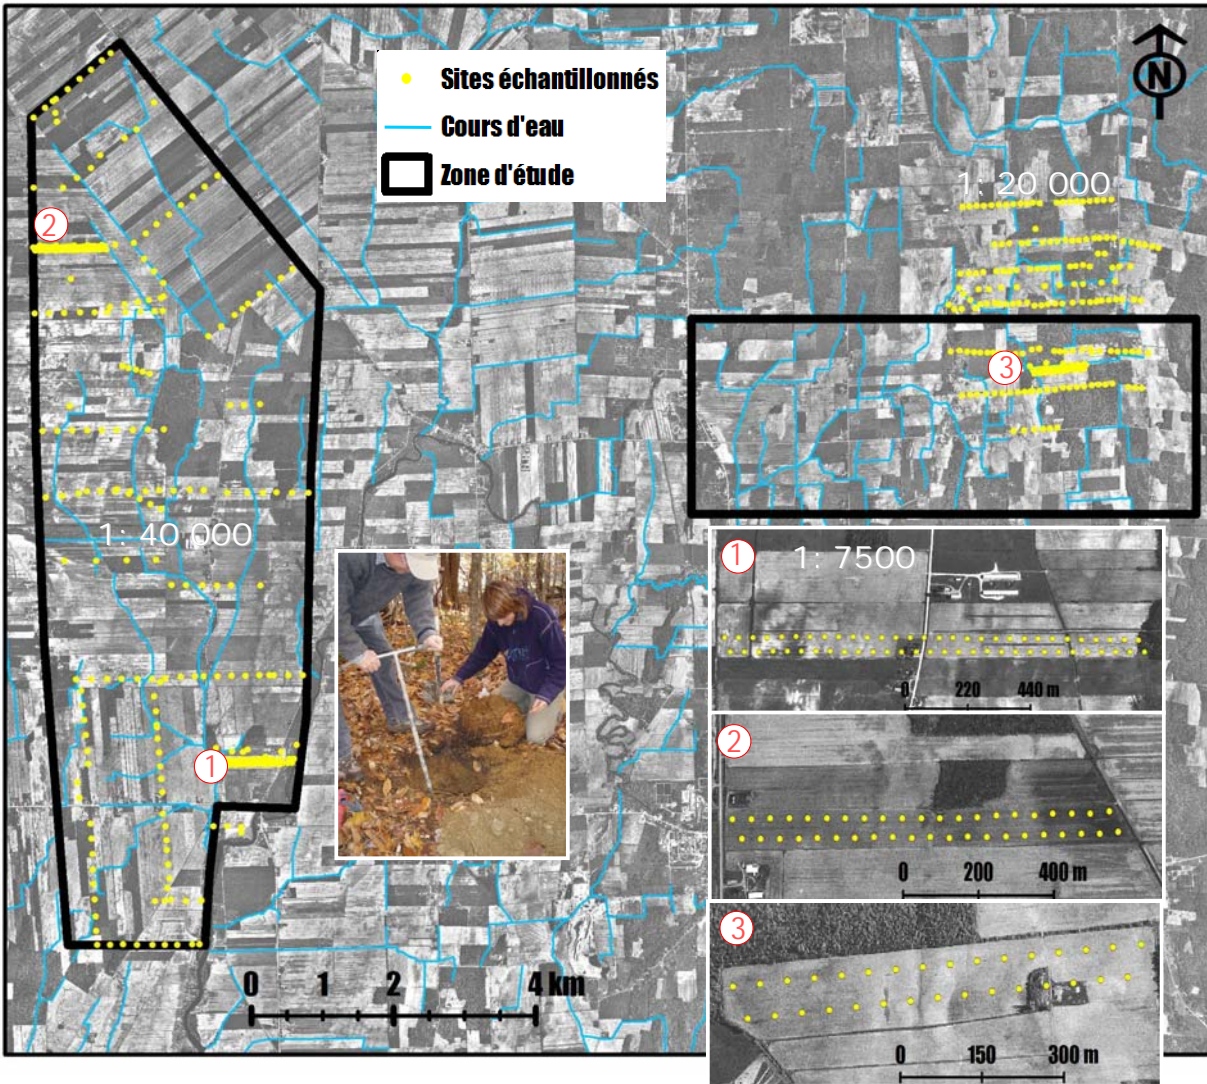 Sites échantillonnés
Cours d'eau
Zone d'étude
N
1: 20 000
2
3
1: 40 000
1
1
1: 7500
0 220 440 m
2
0 200 400 m
3
0 150 300 m
0 1 2 4 km